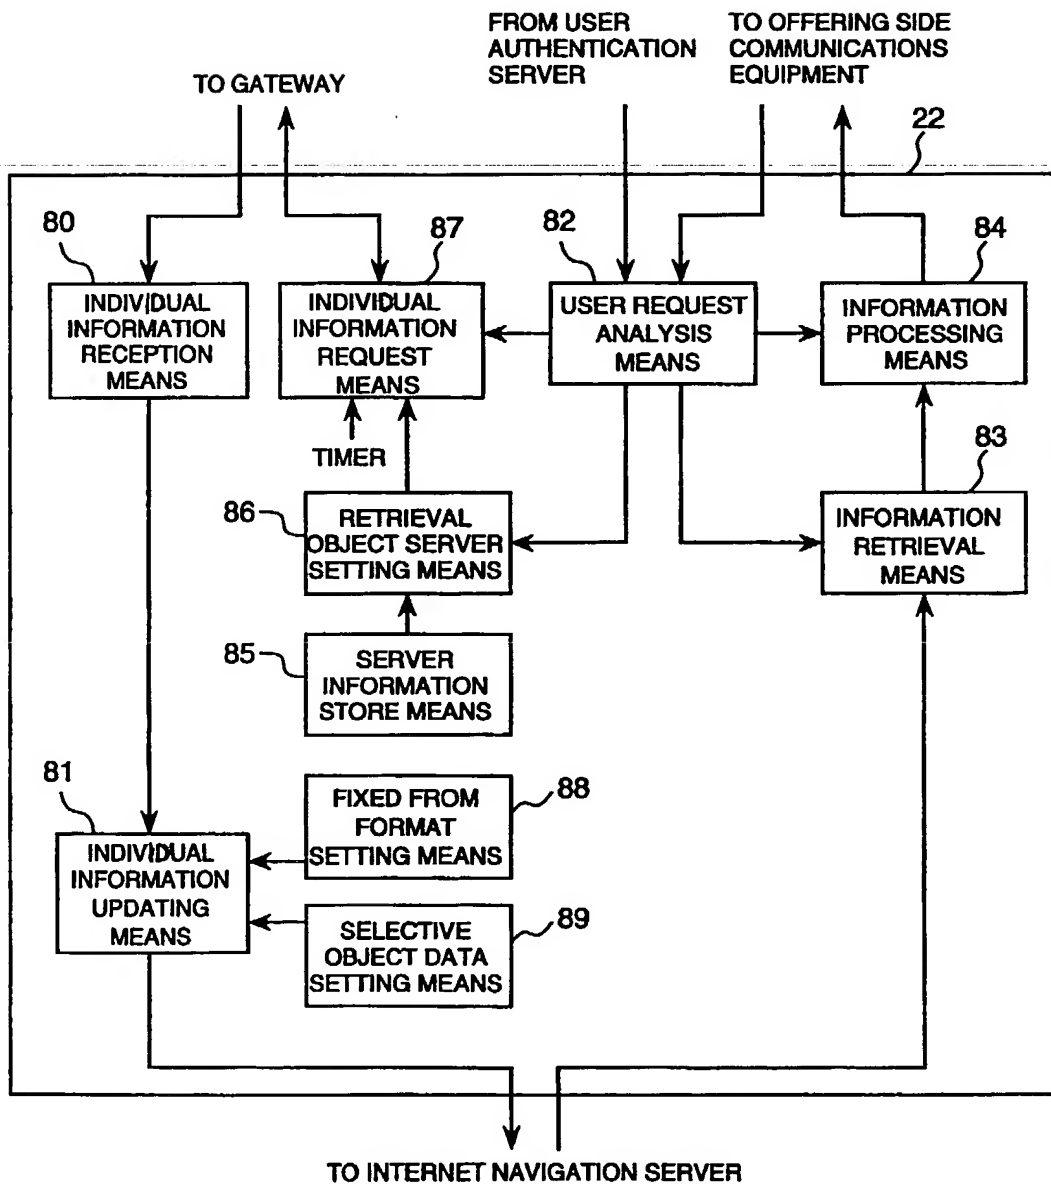 FROM USER
AUTHENTICATION
SERVER
TO OFFERING SIDE
COMMUNICATIONS
EQUIPMENT
TO GATEWAY
22
80
INDIVIDUAL
INFORMATION
RECEPTION
MEANS
87
INDIVIDUAL
INFORMATION
REQUEST
MEANS
TIMER
82
USER REQUEST
ANALYSIS
MEANS
84
INFORMATION
PROCESSING
MEANS
83
INFORMATION
RETRIEVAL
MEANS
86
RETRIEVAL
OBJECT SERVER
SETTING MEANS
85
SERVER
INFORMATION
STORE MEANS
81
INDIVIDUAL
INFORMATION
UPDATING
MEANS
88
FIXED FROM
FORMAT
SETTING MEANS
89
SELECTIVE
OBJECT DATA
SETTING MEANS
TO INTERNET NAVIGATION SERVER